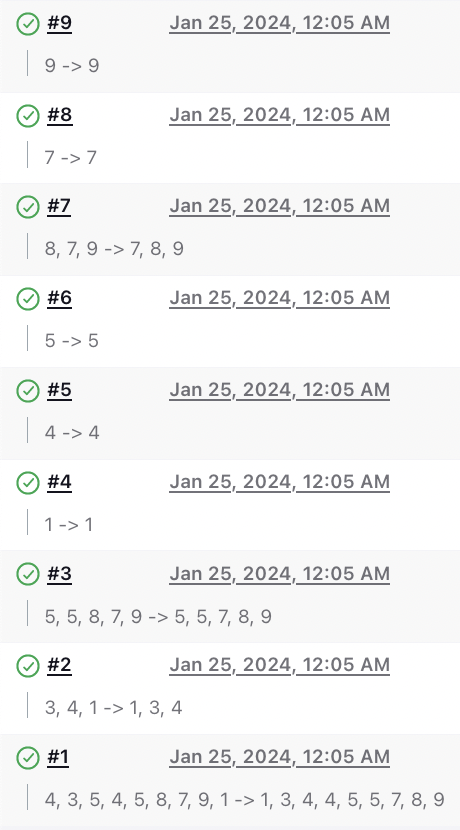 #9 Jan 25, 2024, 12:05 AM
9 -> 9
#8 Jan 25, 2024, 12:05 AM
7 -> 7
#7 Jan 25, 2024, 12:05 AM
8, 7, 9 -> 7, 8, 9
#6 Jan 25, 2024, 12:05 AM
5 -> 5
#5 Jan 25, 2024, 12:05 AM
4 -> 4
#4 Jan 25, 2024, 12:05 AM
1 -> 1
#3 Jan 25, 2024, 12:05 AM
5, 5, 8, 7, 9 -> 5, 5, 7, 8, 9
#2 Jan 25, 2024, 12:05 AM
3, 4, 1 -> 1, 3, 4
#1 Jan 25, 2024, 12:05 AM
4, 3, 5, 4, 5, 8, 7, 9, 1 -> 1, 3, 4, 4, 5, 5, 7, 8, 9